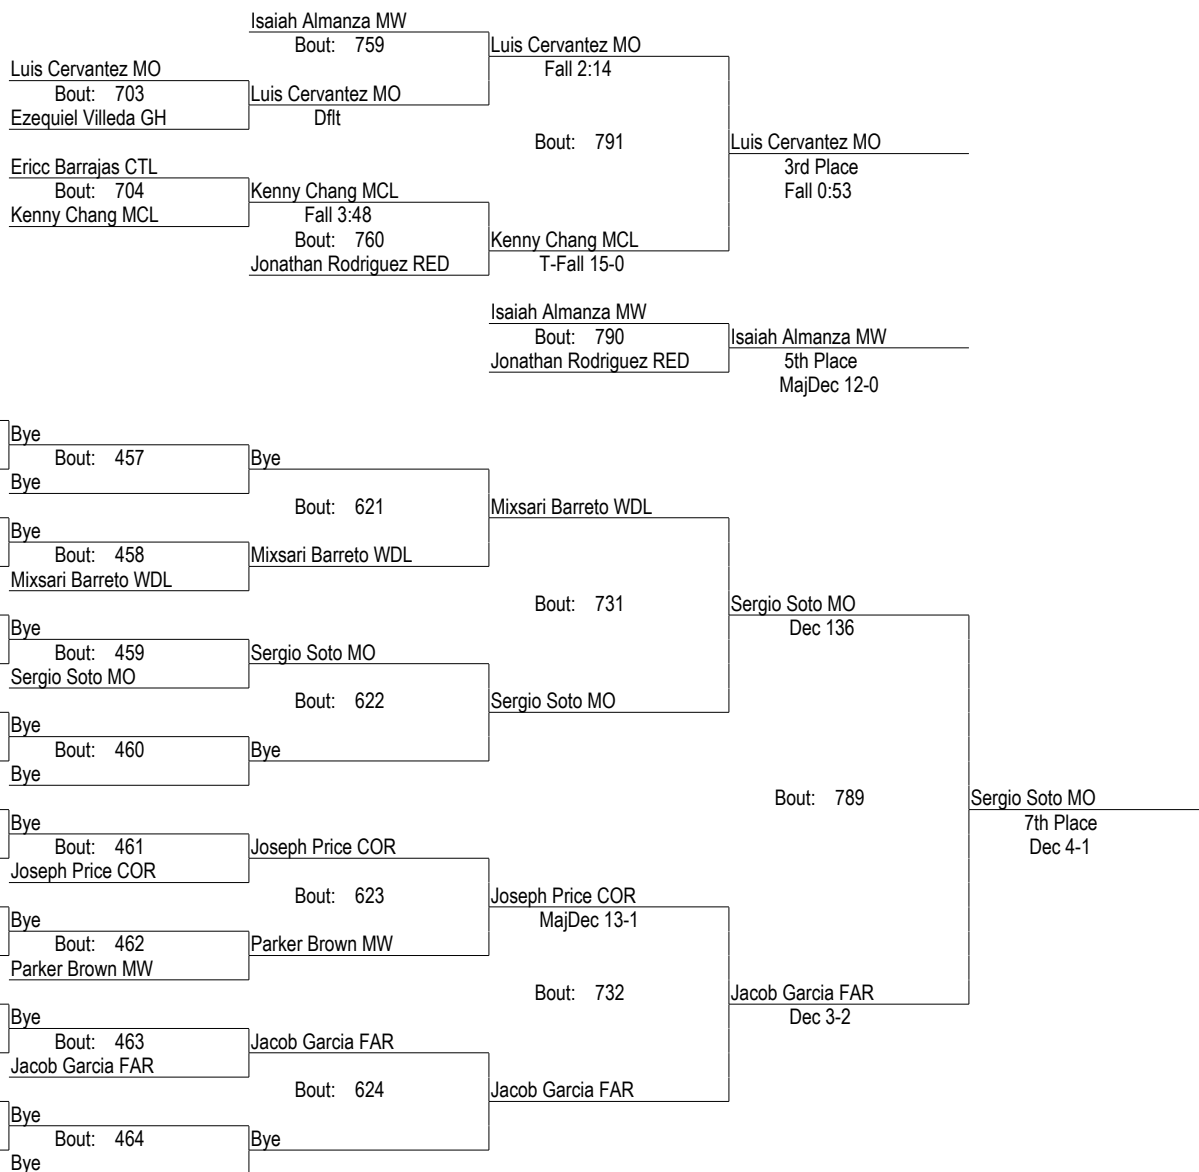 Isaiah Almanza MW
Bout: 759
Luis Cervantez MO
Fall 2:14
Luis Cervantez MO
Bout: 703
Luis Cervantez MO
Ezequiel Villeda GH
Dflt
Bout: 791
Luis Cervantez MO
3rd Place
Fall 0:53
Ericc Barrajas CTL
Bout: 704
Kenny Chang MCL
Kenny Chang MCL
Fall 3:48
Bout: 760
Kenny Chang MCL
Jonathan Rodriguez RED
T-Fall 15-0
Isaiah Almanza MW
Bout: 790
Isaiah Almanza MW
Jonathan Rodriguez RED
5th Place
MajDec 12-0
Bye
Bout: 457
Bye
Bye
Bout: 621
Mixsari Barreto WDL
Bye
Bout: 458
Mixsari Barreto WDL
Mixsari Barreto WDL
Bout: 731
Sergio Soto MO
Dec 136
Bye
Bout: 459
Sergio Soto MO
Sergio Soto MO
Bout: 622
Sergio Soto MO
Bye
Bout: 460
Bye
Bye
Bout: 789
Sergio Soto MO
7th Place
Dec 4-1
Bye
Bout: 461
Joseph Price COR
Joseph Price COR
Bout: 623
Joseph Price COR
MajDec 13-1
Bye
Bout: 462
Parker Brown MW
Parker Brown MW
Bout: 732
Jacob Garcia FAR
Dec 3-2
Bye
Bout: 463
Jacob Garcia FAR
Jacob Garcia FAR
Bout: 624
Jacob Garcia FAR
Bye
Bout: 464
Bye
Bye